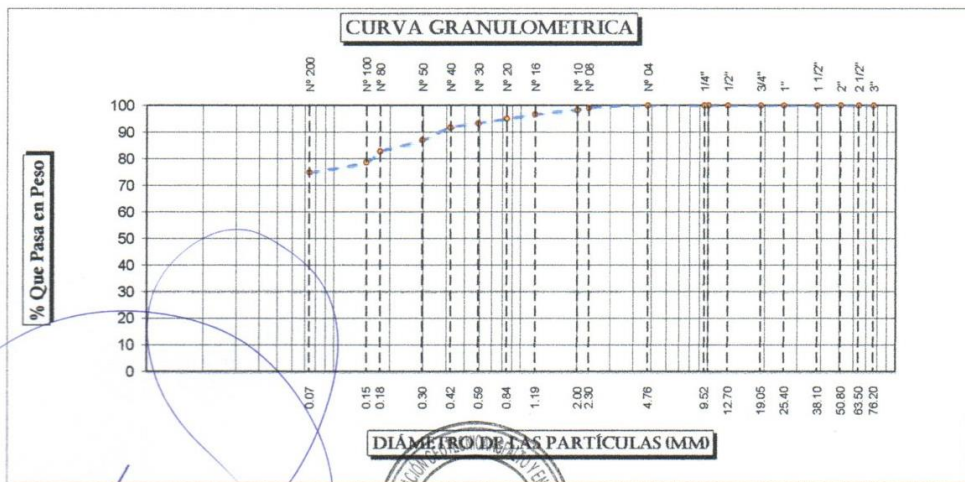 CURVA GRANULOMETRICA
Nº 200 Nº 100 Nº 80 Nº 50 Nº 40 Nº 30 Nº 20 Nº 16 Nº 10 Nº 08 Nº 04 1/4" 1/2" 3/4" 1" 1 1/2" 2" 2 1/2" 3"
% Que Pasa en Peso
100
90
80
70
60
50
40
30
20
10
0
0.07 0.15 0.18 0.30 0.42 0.59 0.84 1.19 2.00 2.30 4.76 9.52 12.70 19.05 25.40 38.10 50.80 63.50 76.20
DIÁMETRO DE LAS PARTÍCULAS (MM)